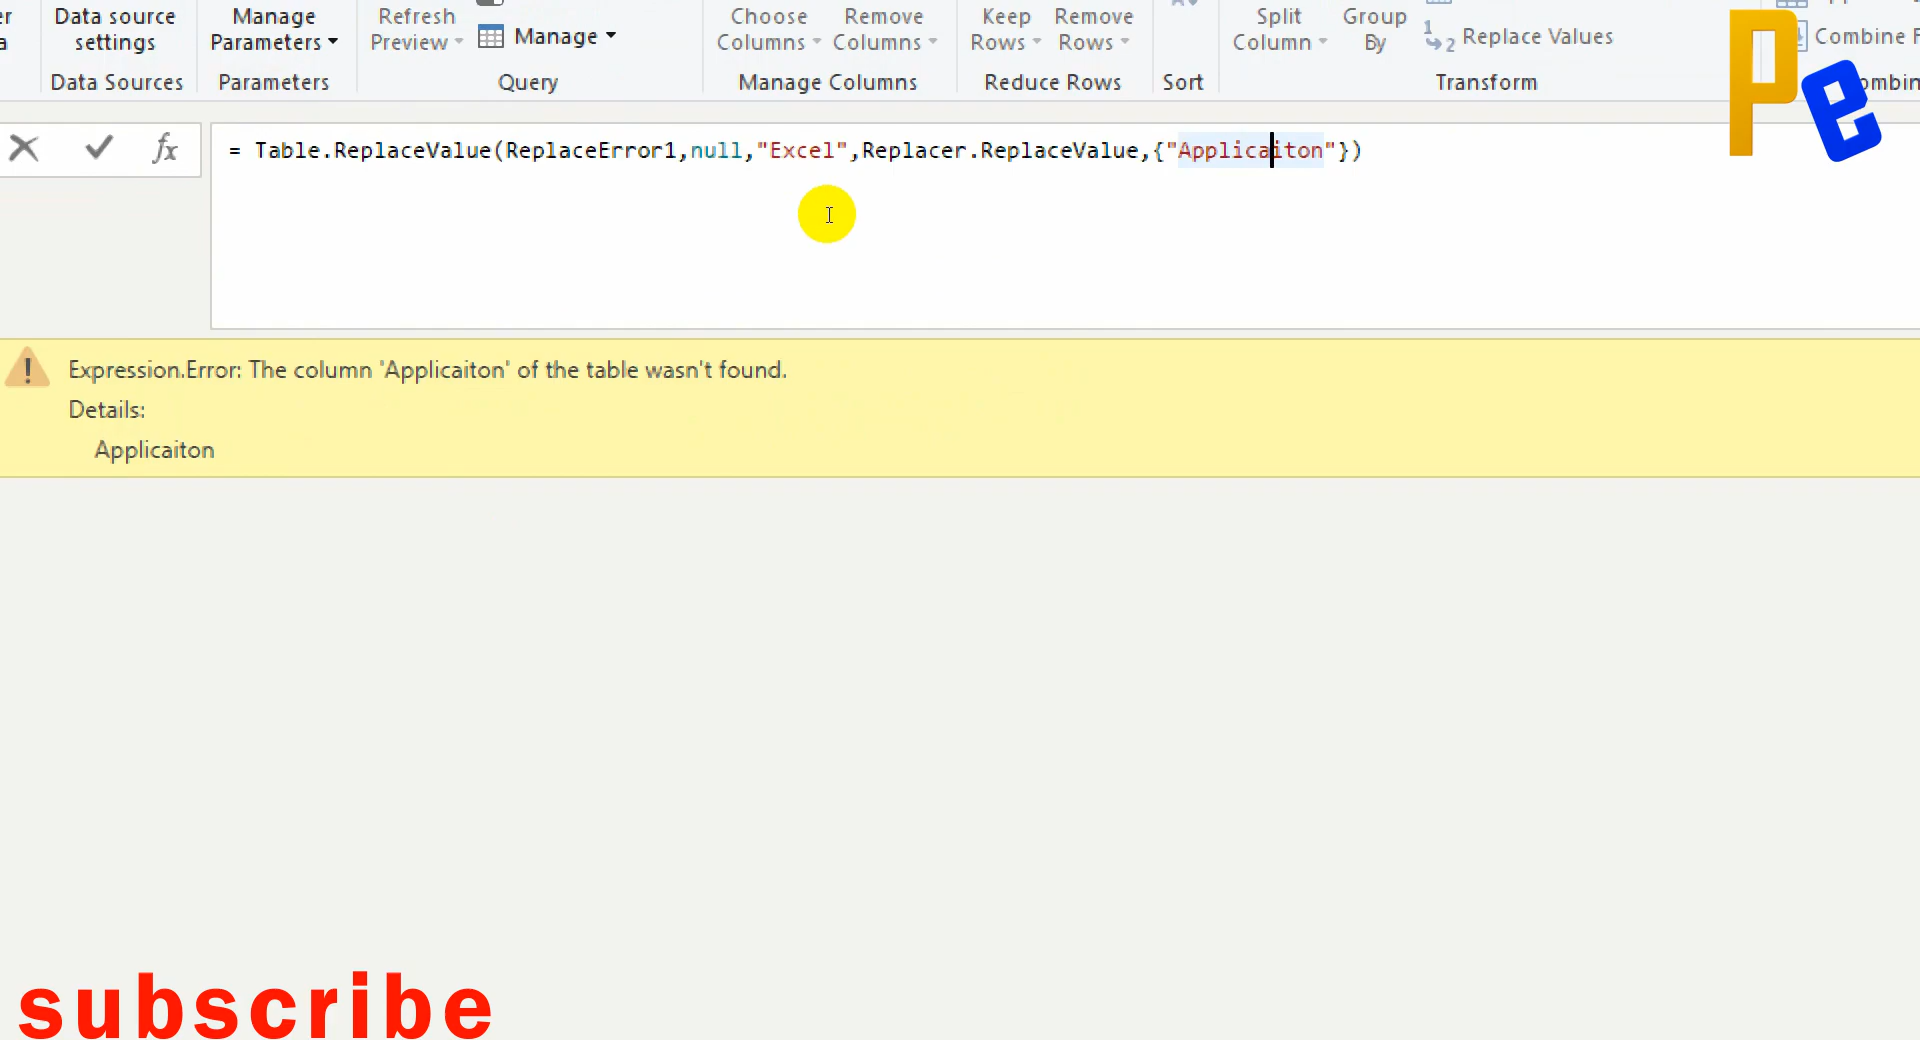 Data source settings
Manage Parameters
Refresh Preview
Manage
Choose Columns
Remove Columns
Keep Rows
Remove Rows
Split Column
Group By
Replace Values
Combine F
Data Sources
Parameters
Query
Manage Columns
Reduce Rows
Sort
Transform
Pe
fx
= Table.ReplaceValue(ReplaceError1,null,"Excel",Replacer.ReplaceValue,{"Applicaiton"})
Expression.Error: The column 'Applicaiton' of the table wasn't found.
Details:
Applicaiton
subscribe